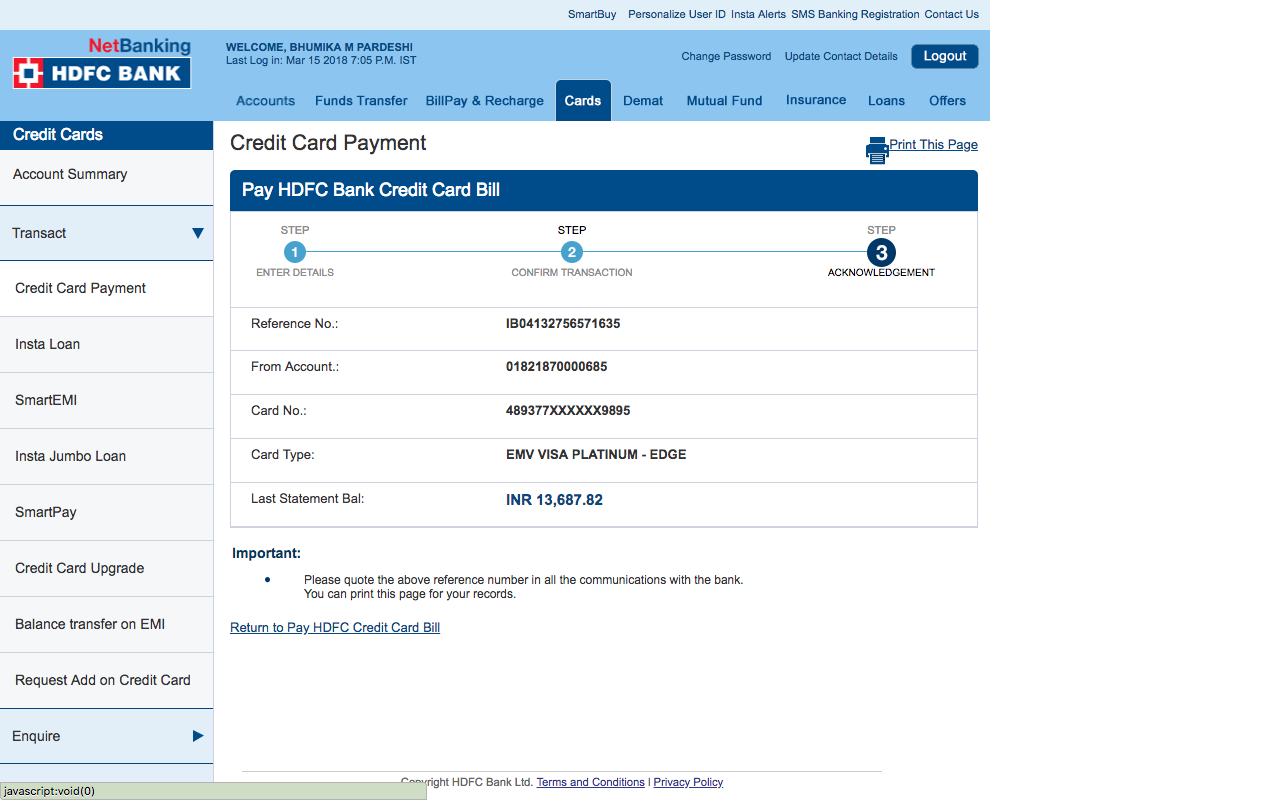 SmartBuy Personalize User ID Insta Alerts SMS Banking Registration Contact Us
NetBanking
HDFC BANK
WELCOME, BHUMIKA M PARDESHI
Last Log in: Mar 15 2018 7:05 P.M. IST
Change Password Update Contact Details Logout
Accounts Funds Transfer BillPay & Recharge Cards Demat Mutual Fund Insurance Loans Offers
Credit Cards
Account Summary
Transact
Credit Card Payment
Insta Loan
SmartEMI
Insta Jumbo Loan
SmartPay
Credit Card Upgrade
Balance transfer on EMI
Request Add on Credit Card
Enquire
Credit Card Payment
Print This Page
Pay HDFC Bank Credit Card Bill
STEP STEP STEP
1 2 3
ENTER DETAILS CONFIRM TRANSACTION ACKNOWLEDGEMENT
Reference No.: IB04132756571635
From Account.: 01821870000685
Card No.: 489377XXXXXX9895
Card Type: EMV VISA PLATINUM - EDGE
Last Statement Bal: INR 13,687.82
Important:
Please quote the above reference number in all the communications with the bank.
You can print this page for your records.
Return to Pay HDFC Credit Card Bill
Copyright HDFC Bank Ltd. Terms and Conditions | Privacy Policy
javascript:void(0)